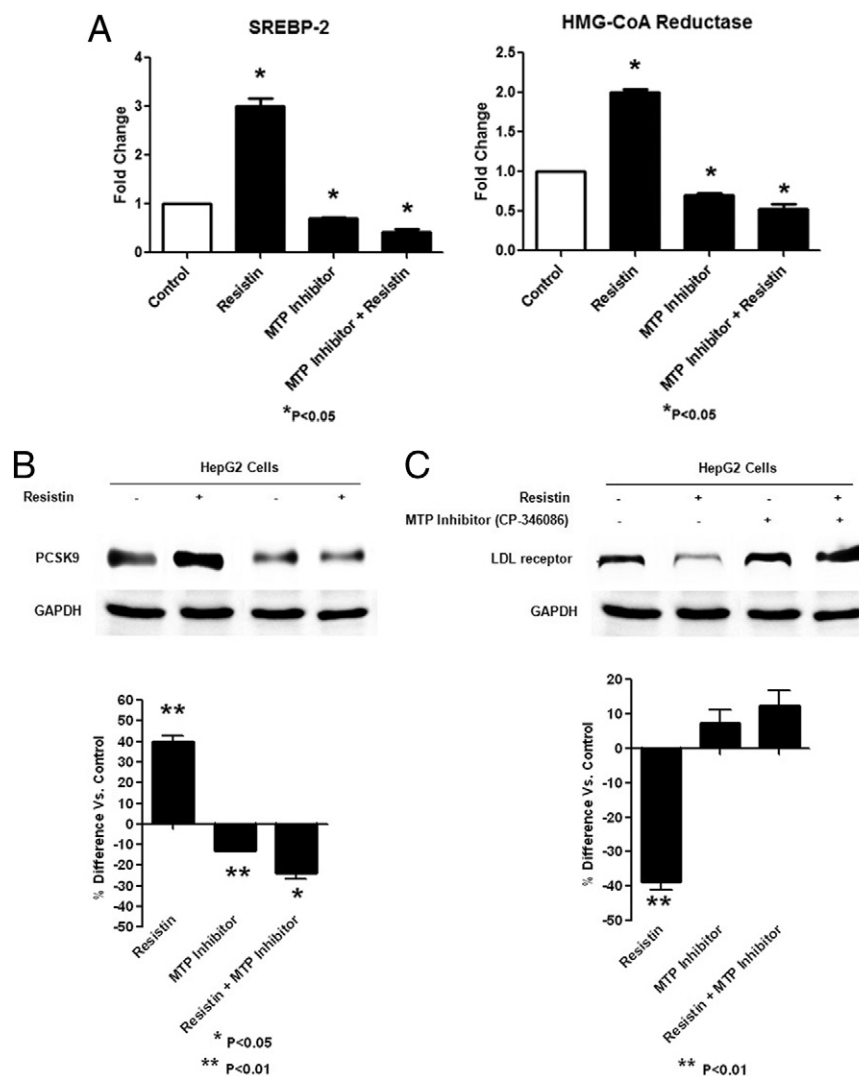 A
SREBP-2
HMG-CoA Reductase
Fold Change
4
3
2
1
0
*
*
*
Control
Resistin
MTP Inhibitor
MTP Inhibitor + Resistin
*P<0.05
Fold Change
2.5
2.0
1.5
1.0
0.5
0.0
*
*
*
Control
Resistin
MTP Inhibitor
MTP Inhibitor + Resistin
*P<0.05
B
HepG2 Cells
Resistin - + - +
PCSK9
GAPDH
% Difference Vs. Control
60
50
40
30
20
10
0
-10
-20
-30
-40
-50
**
**
*
Resistin
MTP Inhibitor
Resistin + MTP Inhibitor
* P<0.05
** P<0.01
C
HepG2 Cells
Resistin - + - +
MTP Inhibitor (CP-346086) - - + +
LDL receptor
GAPDH
% Difference Vs. Control
20
10
0
-10
-20
-30
-40
-50
**
Resistin
MTP Inhibitor
Resistin + MTP Inhibitor
** P<0.01